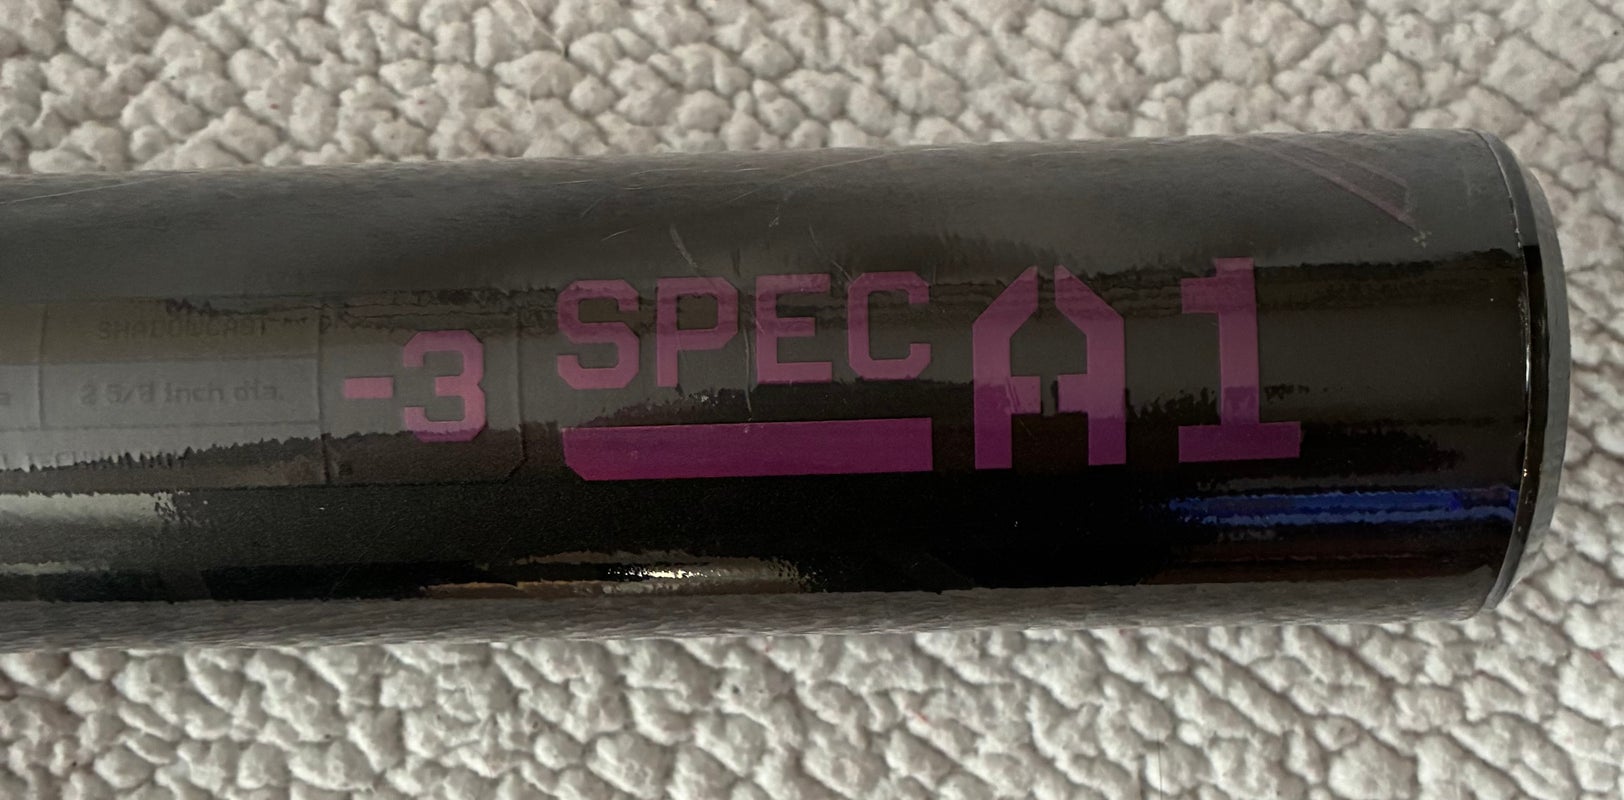 SHADOWCAST
2 5/8 Inch dia.
-3
SPEC A1